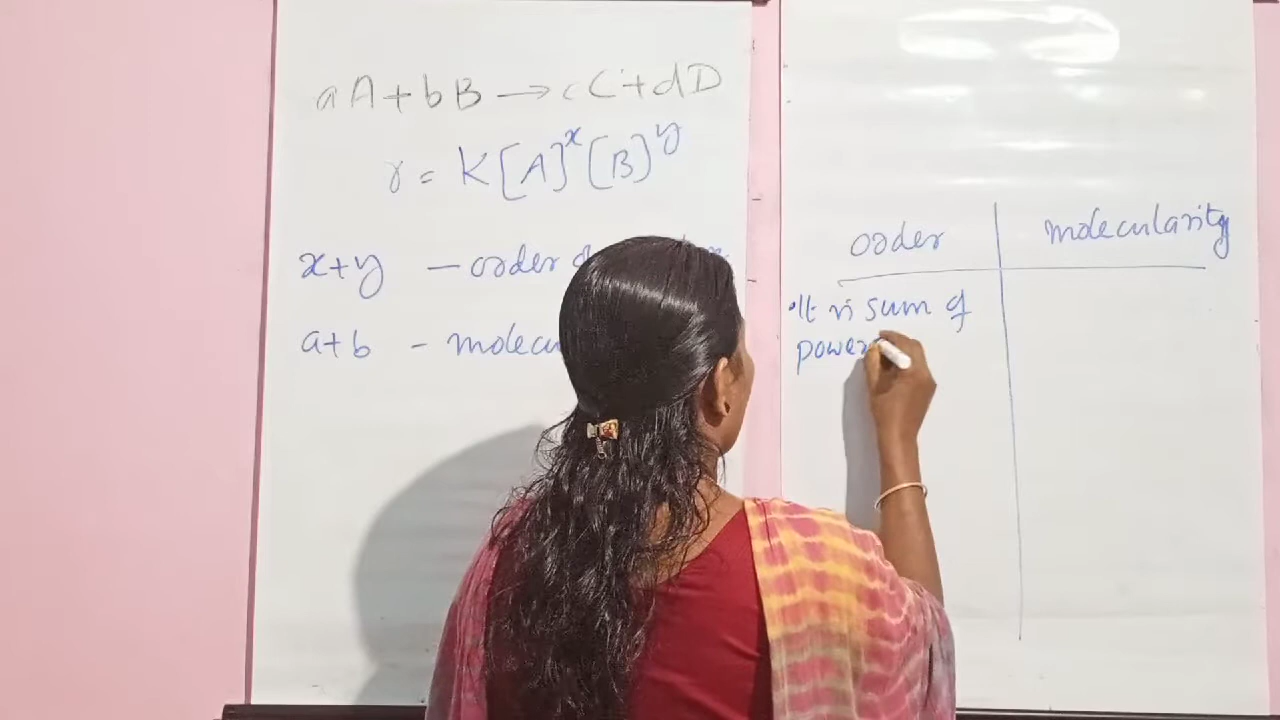 aA + bB → cC + dD
r = K[A]^x [B]^y
x+y — order
a+b - molecu
order
molecularity
• It is sum of
power